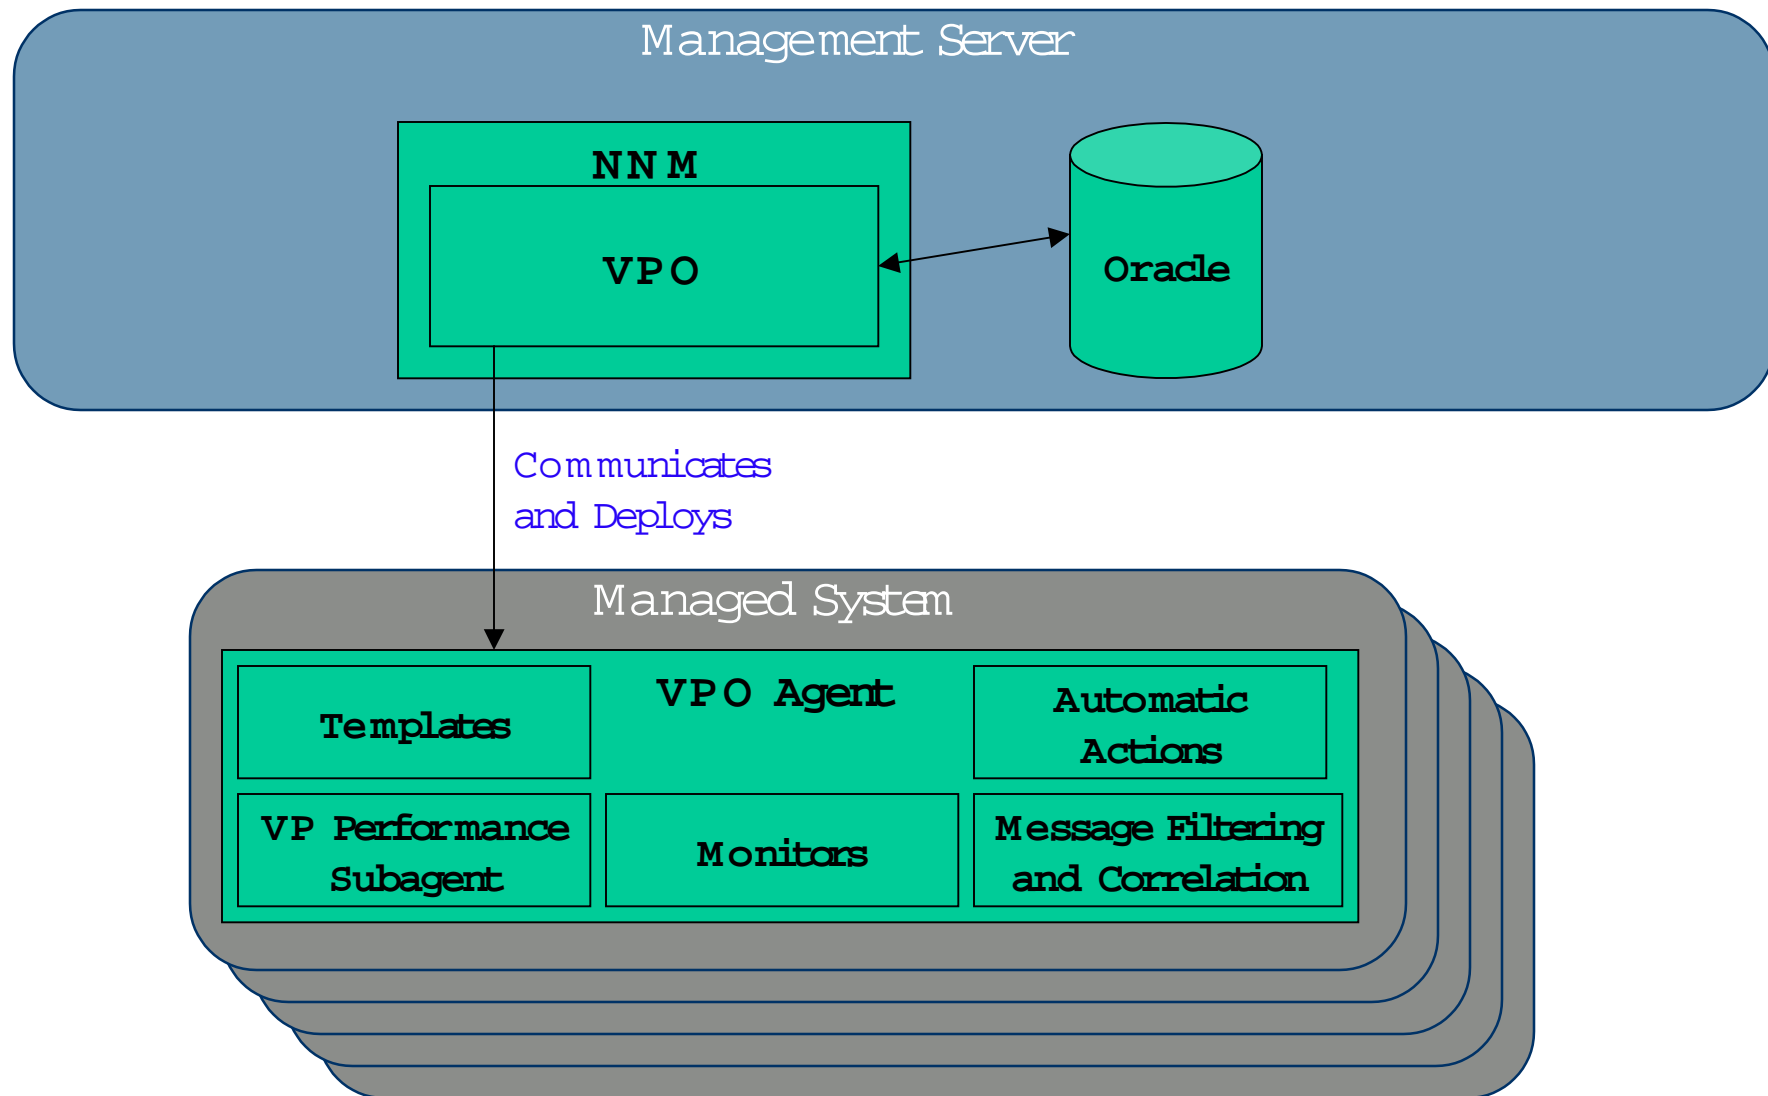 Management Server
NNM
VPO
Oracle
Communicates
and Deploys
Managed System
Templates
VPO Agent
Automatic
Actions
VP Performance
Subagent
Monitors
Message Filtering
and Correlation